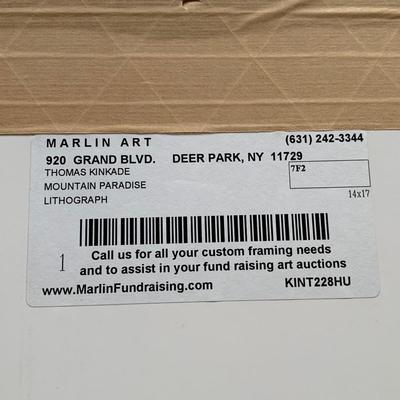 MARLIN ART (631) 242-3344
920 GRAND BLVD. DEER PARK, NY 11729
THOMAS KINKADE 7F2
MOUNTAIN PARADISE
LITHOGRAPH 14x17
1
Call us for all your custom framing needs
and to assist in your fund raising art auctions
www.MarlinFundraising.com KINT228HU